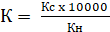 К = Кс х 10000 / Кн